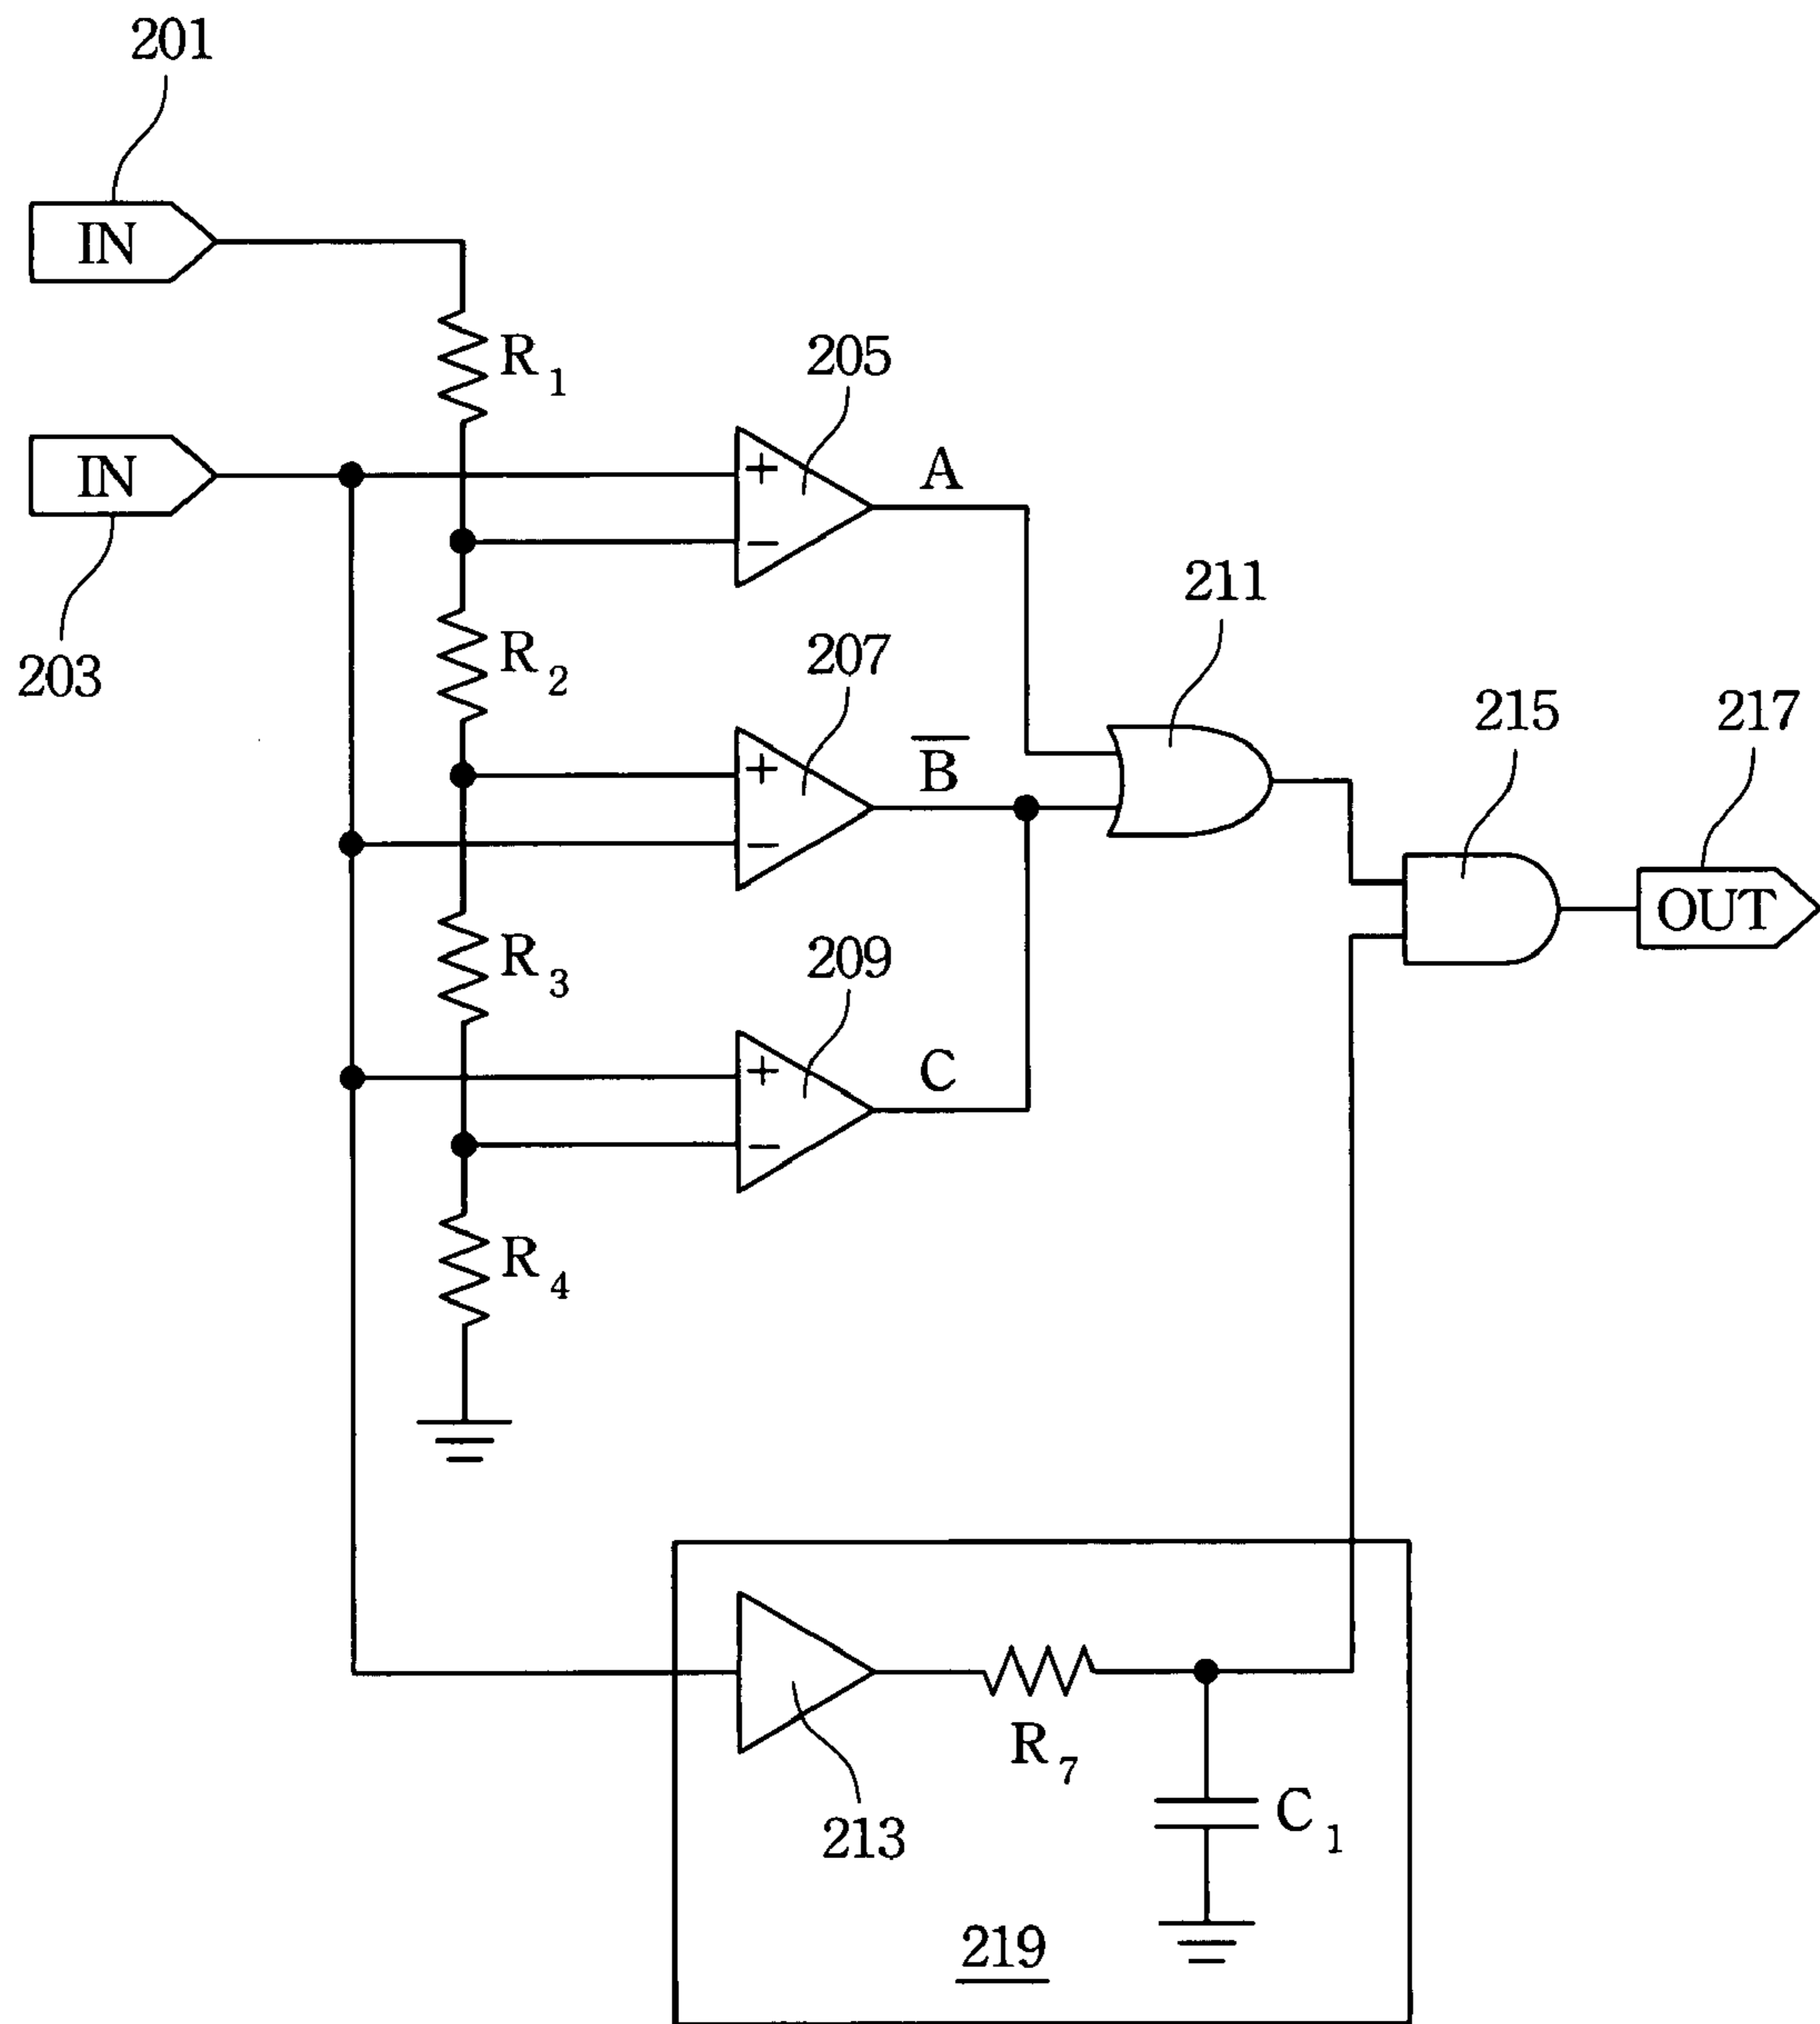 201
IN
R1
205
IN
+
A
−
211
203
R2
207
215
217
+
B̅
−
OUT
R3
209
+
C
−
R4
R7
213
C1
219